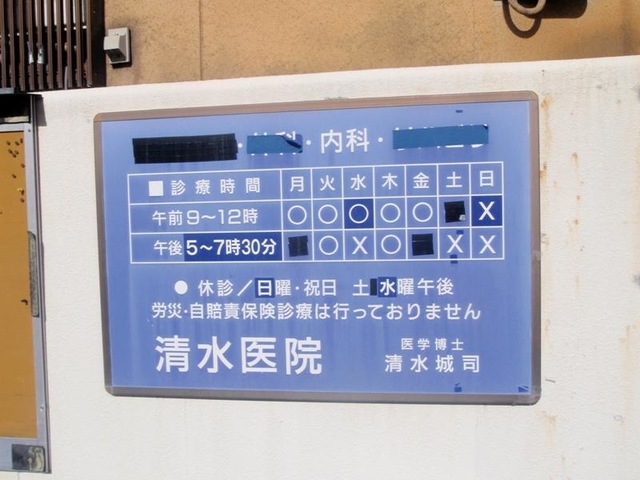 ・内科・
■診療時間 月 火 水 木 金 土 日
午前 9～12時 ○ ○ ○ ○ ○ X
午後 5～7時30分 ○ X ○ X X
● 休診／日曜・祝日 土 水曜午後
労災・自賠責保険診療は行っておりません
清水医院
医学博士
清水城司